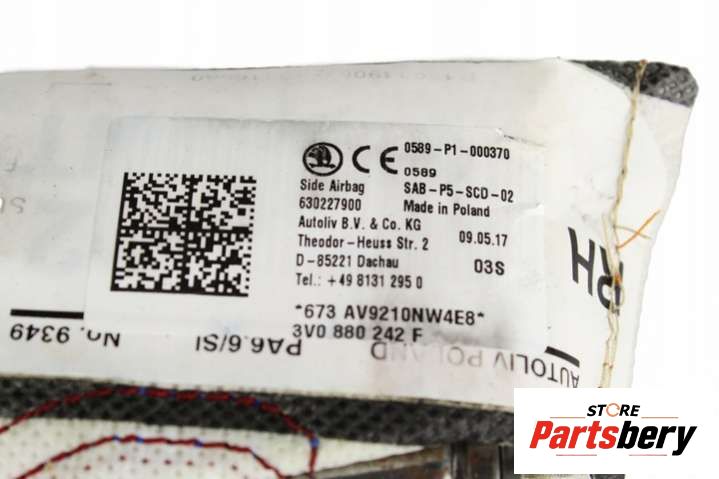 0589-P1-000370
CE
0589
Side Airbag
SAB-P5-SCD-02
630227900
Made in Poland
Autoliv B.V. & Co. KG
09.05.17
Theodor-Heuss Str. 2
D-85221 Dachau
03S
Tel.: +49 8131 295 0
*673 AV9210NW4E8*
3V0 880 242 F
RH
No. 9349
PA6.6/SI
AUTOLIV POLAND
STORE
Partsbery